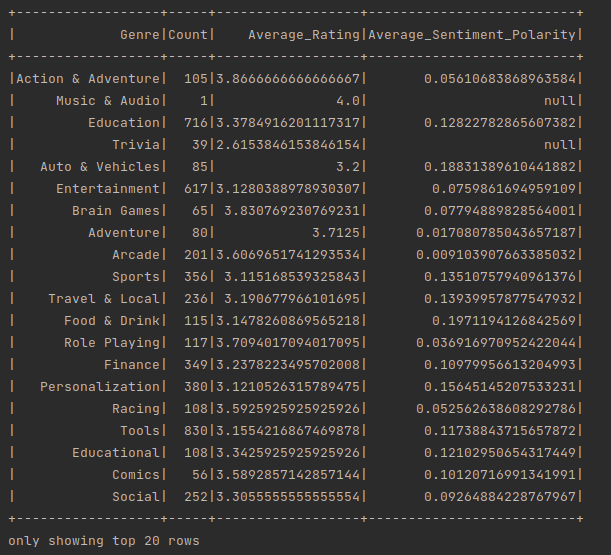 +------------------+-----+------------------+--------------------------+
|             Genre|Count|    Average_Rating|Average_Sentiment_Polarity|
+------------------+-----+------------------+--------------------------+
|Action & Adventure|  105|3.8666666666666667|       0.05610683868963584|
|     Music & Audio|    1|               4.0|                      null|
|         Education|  716|3.3784916201117317|       0.12822782865607382|
|            Trivia|   39|2.6153846153846154|                      null|
|   Auto & Vehicles|   85|               3.2|       0.18831389610441882|
|     Entertainment|  617|3.1280388978930307|        0.0759861694959109|
|       Brain Games|   65| 3.830769230769231|       0.07794889828564001|
|         Adventure|   80|            3.7125|      0.017080785043657187|
|            Arcade|  201|3.6069651741293534|      0.009103907663385032|
|            Sports|  356| 3.115168539325843|       0.13510757940961376|
|    Travel & Local|  236| 3.190677966101695|       0.13939957877547932|
|      Food & Drink|  115|3.1478260869565218|        0.1971194126842569|
|      Role Playing|  117|3.7094017094017095|      0.036916970952422044|
|           Finance|  349|3.2378223495702008|       0.10979956613204993|
|   Personalization|  380|3.1210526315789475|       0.15645145207533231|
|            Racing|  108|3.5925925925925926|      0.052562638608292786|
|             Tools|  830|3.1554216867469878|       0.11738843715657872|
|       Educational|  108|3.3425925925925926|       0.12102950654317449|
|            Comics|   56|3.5892857142857144|       0.10120716991341991|
|            Social|  252|3.3055555555555554|       0.09264884228767967|
+------------------+-----+------------------+--------------------------+
only showing top 20 rows